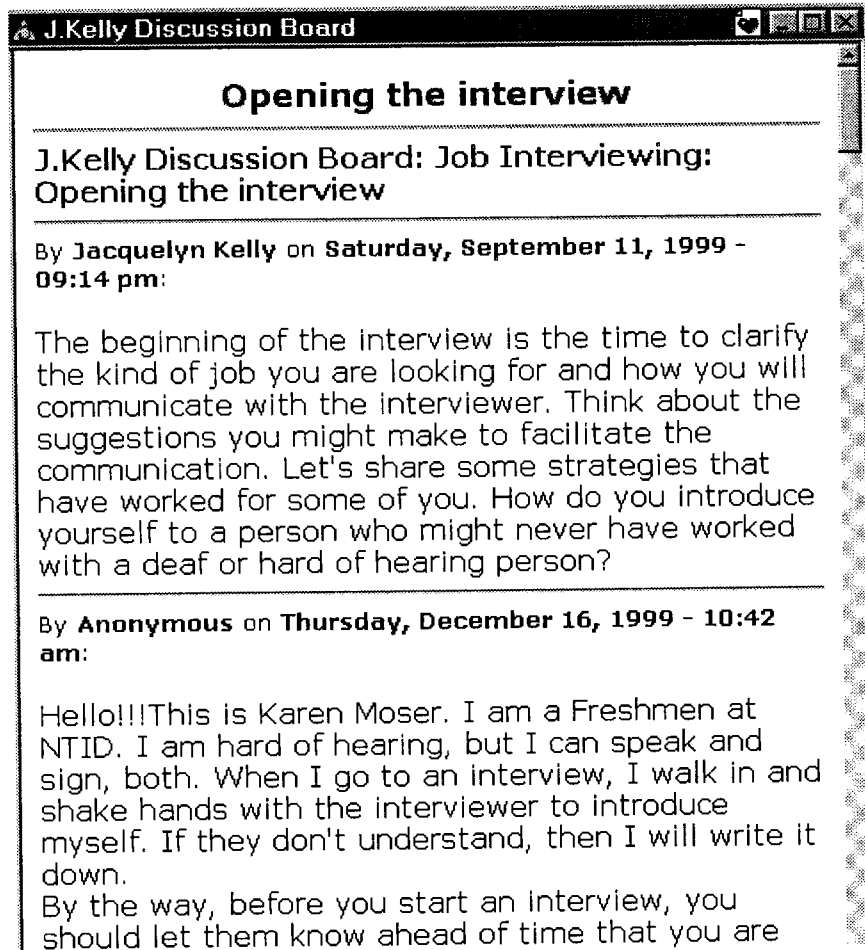 J.Kelly Discussion Board
Opening the interview
J.Kelly Discussion Board: Job Interviewing:
Opening the interview
By Jacquelyn Kelly on Saturday, September 11, 1999 -
09:14 pm:
The beginning of the interview is the time to clarify
the kind of job you are looking for and how you will
communicate with the interviewer. Think about the
suggestions you might make to facilitate the
communication. Let's share some strategies that
have worked for some of you. How do you introduce
yourself to a person who might never have worked
with a deaf or hard of hearing person?
By Anonymous on Thursday, December 16, 1999 - 10:42
am:
Hello!!!This is Karen Moser. I am a Freshmen at
NTID. I am hard of hearing, but I can speak and
sign, both. When I go to an interview, I walk in and
shake hands with the interviewer to introduce
myself. If they don't understand, then I will write it
down.
By the way, before you start an interview, you
should let them know ahead of time that you are